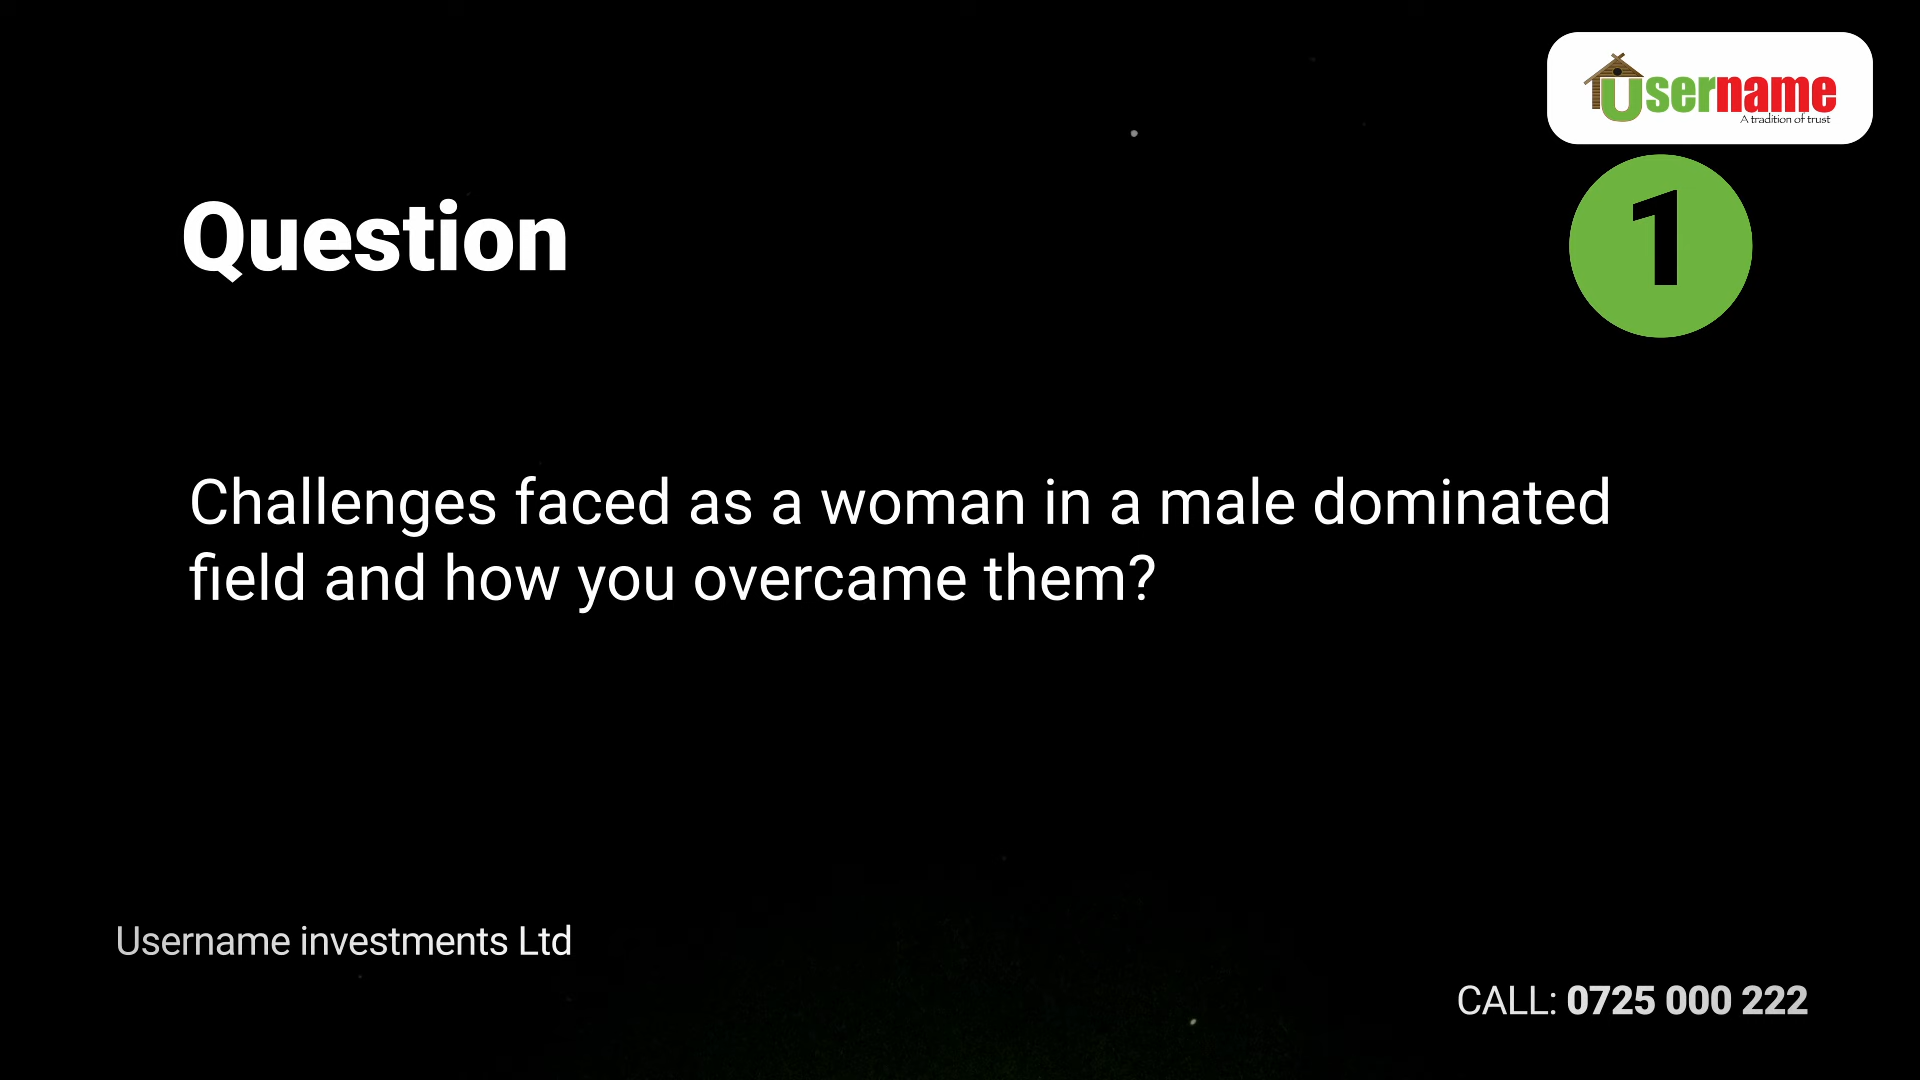 Username
A tradition of trust
Question
1
Challenges faced as a woman in a male dominated
field and how you overcame them?
Username investments Ltd
CALL: 0725 000 222